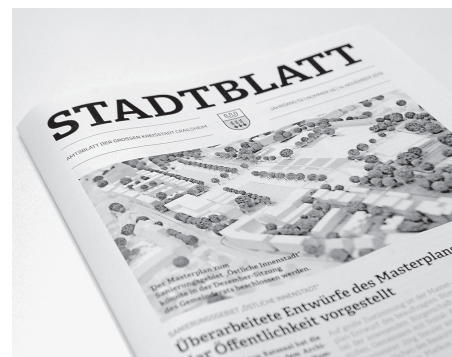 STADTBLATT
AMTSBLATT DER GROSSEN KREISSTADT CRAILSHEIM
"Der Masterplan zum
Sanierungsgebiet „Östliche Innenstadt"
könnte in der Dezember-Sitzung
des Gemeinderats beschlossen werden.
SANIERUNGSGEBIET „ÖSTLICHE INNENSTADT"
Überarbeitete Entwürfe des Masterplans
der Öffentlichkeit vorgestellt